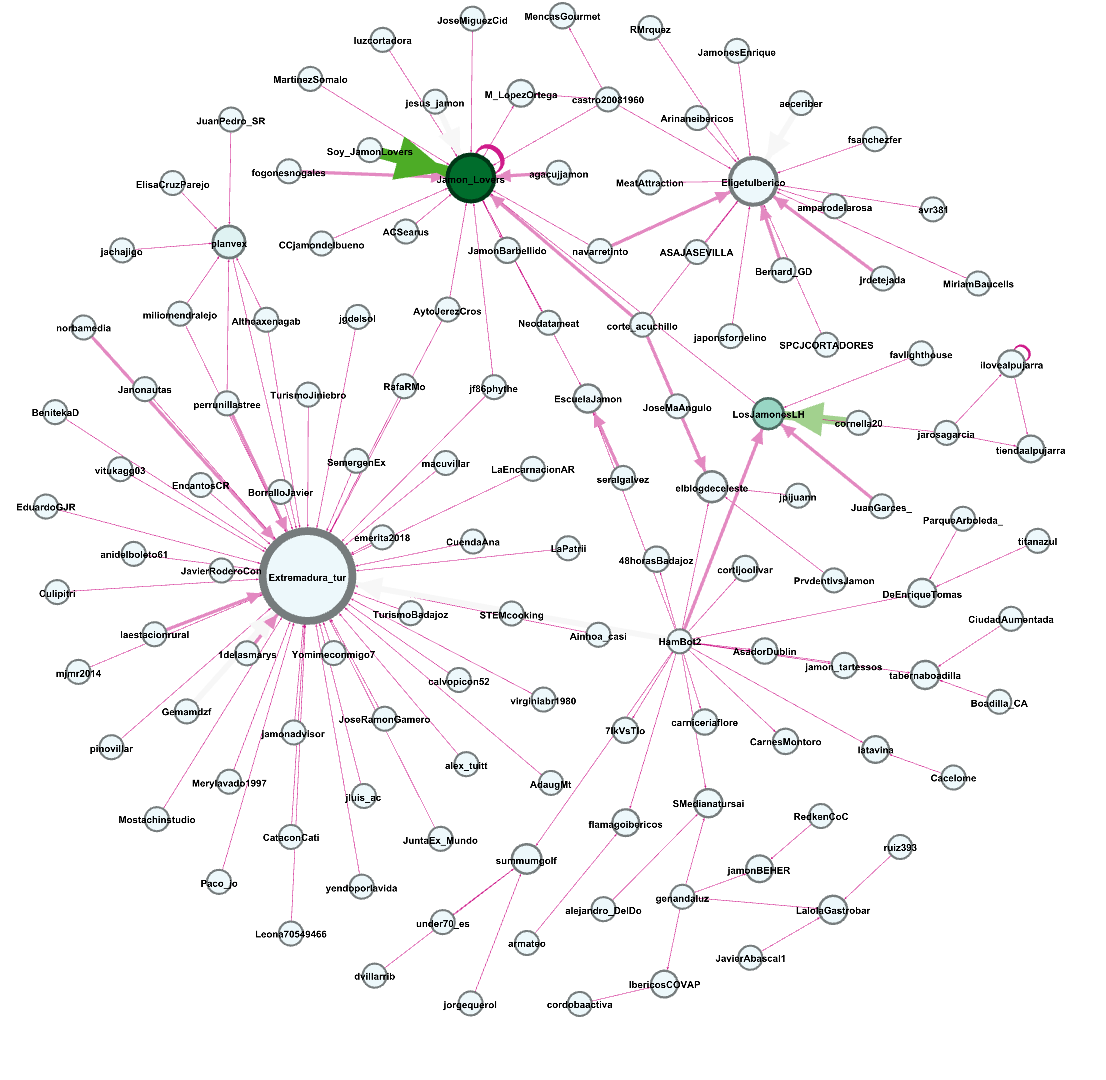 MencasGourmet
JoseMiguezCid
RMrquez
luzcortadora
JamonesEnrique
MartinezSomalo
M_LopezOrtega
castro20081960
jesus_jamon
aeceriber
Arinaneibericos
JuanPedro_SR
fsanchezfer
Soy_JamonLovers
fogonesnogales
Jamon_Lovers
agacujjamon
ElisaCruzParejo
MeatAttraction
EligetuIberico
amparodelarosa
avr381
ACSearus
CCjamondelbueno
planvex
jachajigo
JamonBarbellido
navarretinto
ASAJASEVILLA
Bernard_GD
jrdetejada
MiriamBaucells
miliomendralejo
Altheaxenagab
jgdelsol
AytoJerezCros
Neodatameat
norbamedia
corte_acuchillo
japonsfornelino
SPCJCORTADORES
favlighthouse
ilovealpujarra
Janonautas
TurismoJinebro
RafaRMo
jf86phythe
EscuelaJamon
JoseMaAngulo
LosJamonesLH
BenitekaD
perrunillastree
cornella20
jarosagarcia
tiendaalpujarra
vitukagg03
SemergenEx
macuvillar
LaEncarnacionAR
seralgalvez
EncantosCR
BorralloJavier
elblogdeceleste
jpijuann
EduardoGJR
JuanGarces_
ParqueArboleda_
emerita2018
CuendaAna
LaPatrii
anidelboleto61
titanazul
48horasBadajoz
cortijoolivar
JavierRoderoCon
Extremadura_tur
PrvdentivsJamon
Culipitri
DeEnriqueTomas
TurismoBadajoz
STEMcooking
CiudadAumentada
laestacionrural
Ainhoa_casi
HamBot2
1delasmarys
Yomimeconmigo7
AsadorDublin
jamon_tartessos
mjmr2014
calvopicon52
tabernaboadilla
virginiabr1980
Boadilla_CA
Gemamdzf
JoseRamonGamero
carniceriaflore
7IkVsTlo
jamonadvisor
CarnesMontoro
pinovillar
latavina
alex_tuitt
Merylavado1997
AdaugMt
Cacelome
jluis_ac
Mostachinstudio
SMedianatursai
RedkenCoC
flamagoibericos
CataconCati
JuntaEx_Mundo
ruiz393
summumgolf
jamonBEHER
Paco_jo
yendoporlavida
genandaluz
alejandro_DelDo
LalolaGastrobar
under70_es
Leona70549466
armateo
JavierAbascal1
dvillarrib
IbericosCOVAP
jorgequerol
cordobaactiva